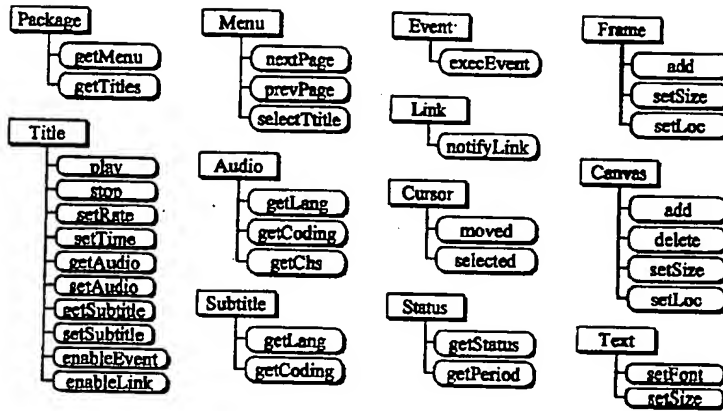 Package
getMenu
getTitles
Title
play
stop
setRate
setTime
getAudio
setAudio
getSubtitle
setSubtitle
enableEvent
enableLink
Menu
nextPage
prevPage
selectTtitle
Audio
getLang
getCoding
getChs
Subtitle
getLang
getCoding
Event
execEvent
Link
notifyLink
Cursor
moved
selected
Status
getStatus
getPeriod
Frame
add
setSize
setLoc
Canvas
add
delete
setSize
setLoc
Text
setFont
setSize